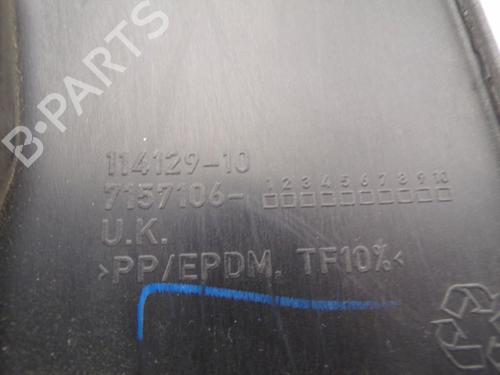 114129-10
7157106- 1 2 3 4 5 6 7 8 9 10
U.K.
>PP/EPDM, TF10%<
B-PARTS